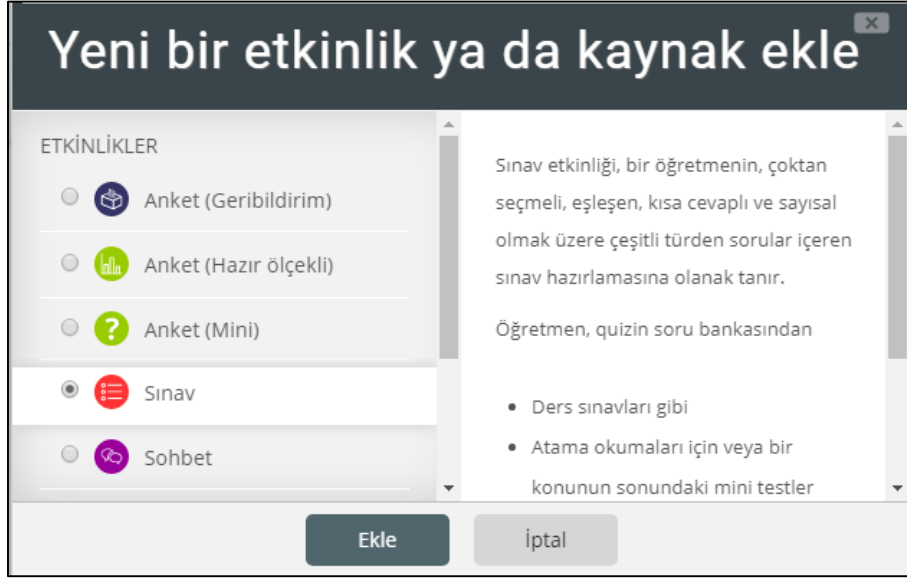 Yeni bir etkinlik ya da kaynak ekle
ETKİNLİKLER
Anket (Geribildirim)
Anket (Hazır ölçekli)
Anket (Mini)
Sınav
Sohbet
Sınav etkinliği, bir öğretmenin, çoktan
seçmeli, eşleşen, kısa cevaplı ve sayısal
olmak üzere çeşitli türden sorular içeren
sınav hazırlamasına olanak tanır.
Öğretmen, quizin soru bankasından
• Ders sınavları gibi
• Atama okumaları için veya bir
konunun sonundaki mini testler
Ekle
İptal